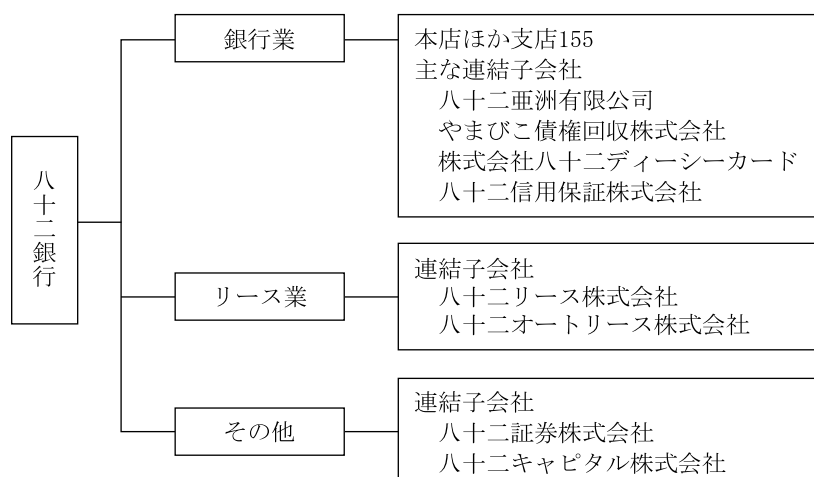 八十二銀行
銀行業
本店ほか支店155
主な連結子会社
八十二亜洲有限公司
やまびこ債権回収株式会社
株式会社八十二ディーシーカード
八十二信用保証株式会社
リース業
連結子会社
八十二リース株式会社
八十二オートリース株式会社
その他
連結子会社
八十二証券株式会社
八十二キャピタル株式会社